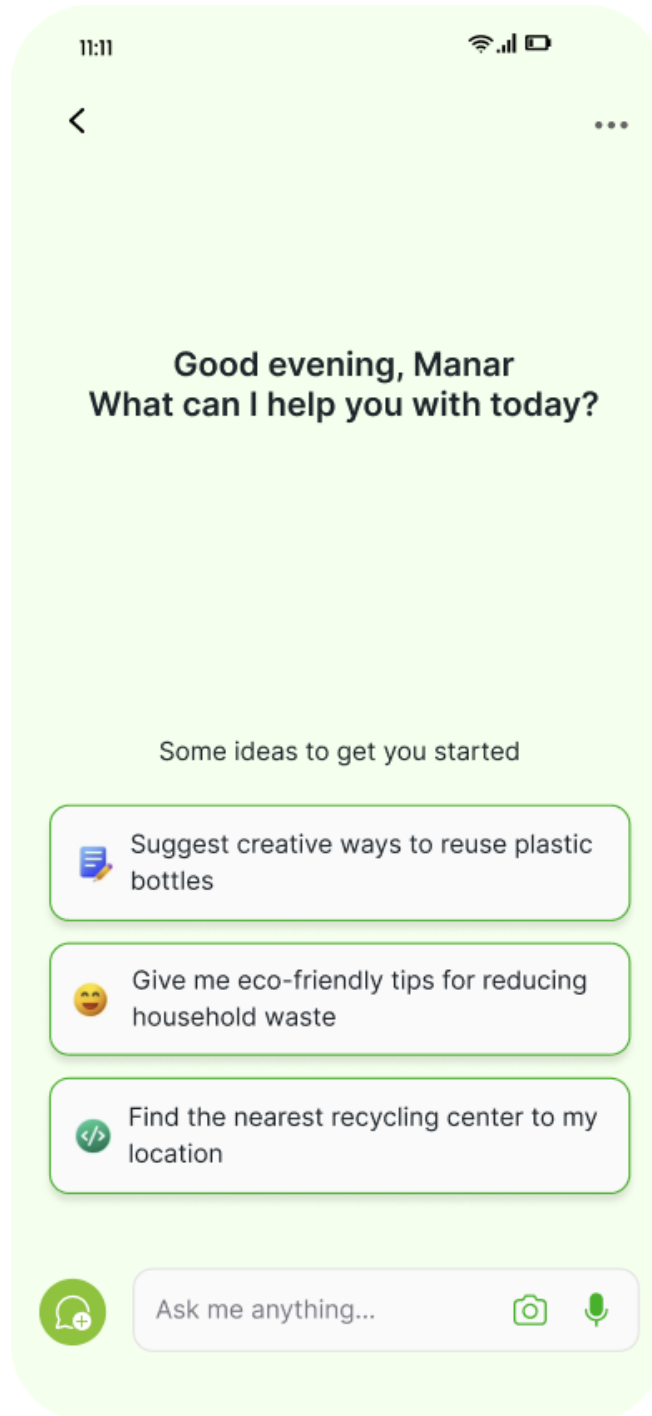 11:11
Good evening, Manar
What can I help you with today?
Some ideas to get you started
Suggest creative ways to reuse plastic
bottles
Give me eco-friendly tips for reducing
household waste
Find the nearest recycling center to my
location
Ask me anything...